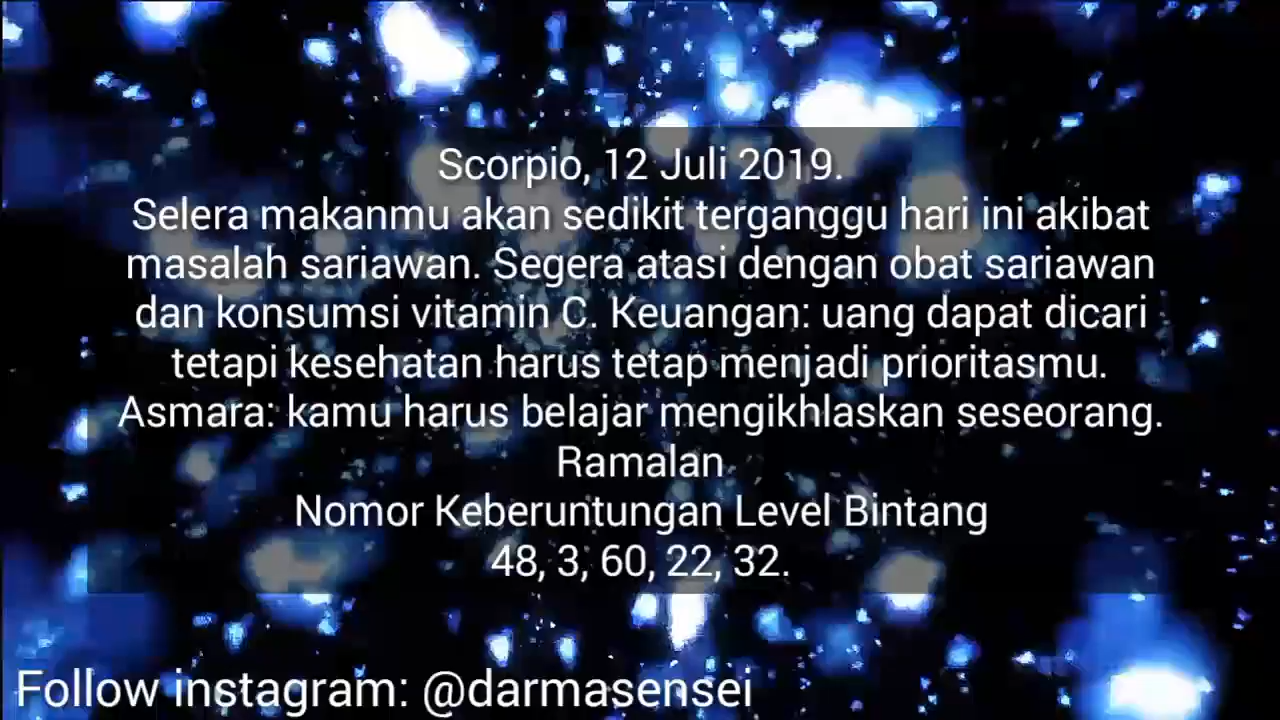 Scorpio, 12 Juli 2019.
Selera makanmu akan sedikit terganggu hari ini akibat
masalah sariawan. Segera atasi dengan obat sariawan
dan konsumsi vitamin C. Keuangan: uang dapat dicari
tetapi kesehatan harus tetap menjadi prioritasmu.
Asmara: kamu harus belajar mengikhlaskan seseorang.
Ramalan
Nomor Keberuntungan Level Bintang
48, 3, 60, 22, 32.
Follow instagram: @darmasensei